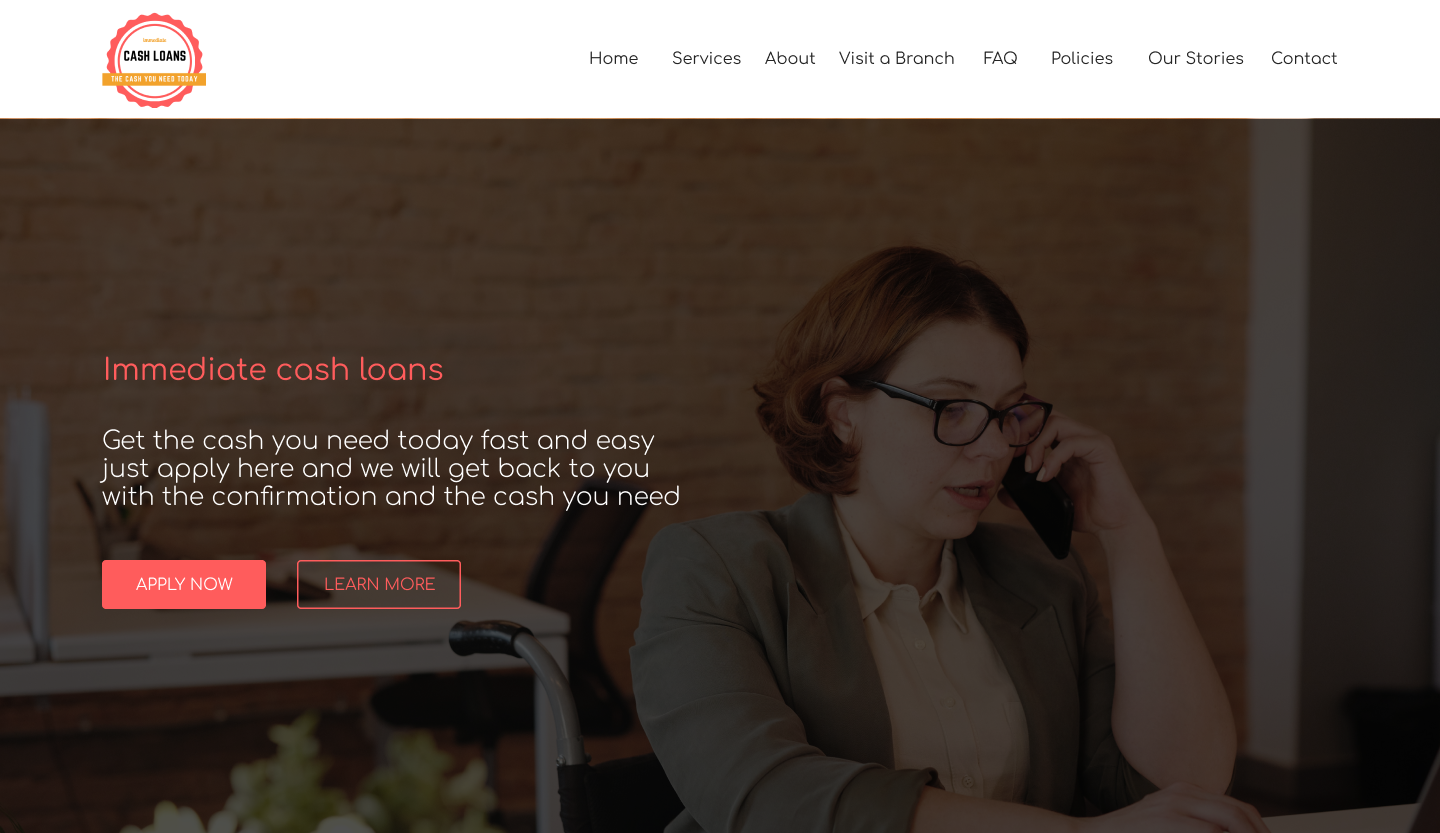 immediate
CASH LOANS
THE CASH YOU NEED TODAY
Home Services About Visit a Branch FAQ Policies Our Stories Contact
Immediate cash loans
Get the cash you need today fast and easy
just apply here and we will get back to you
with the confirmation and the cash you need
APPLY NOW LEARN MORE